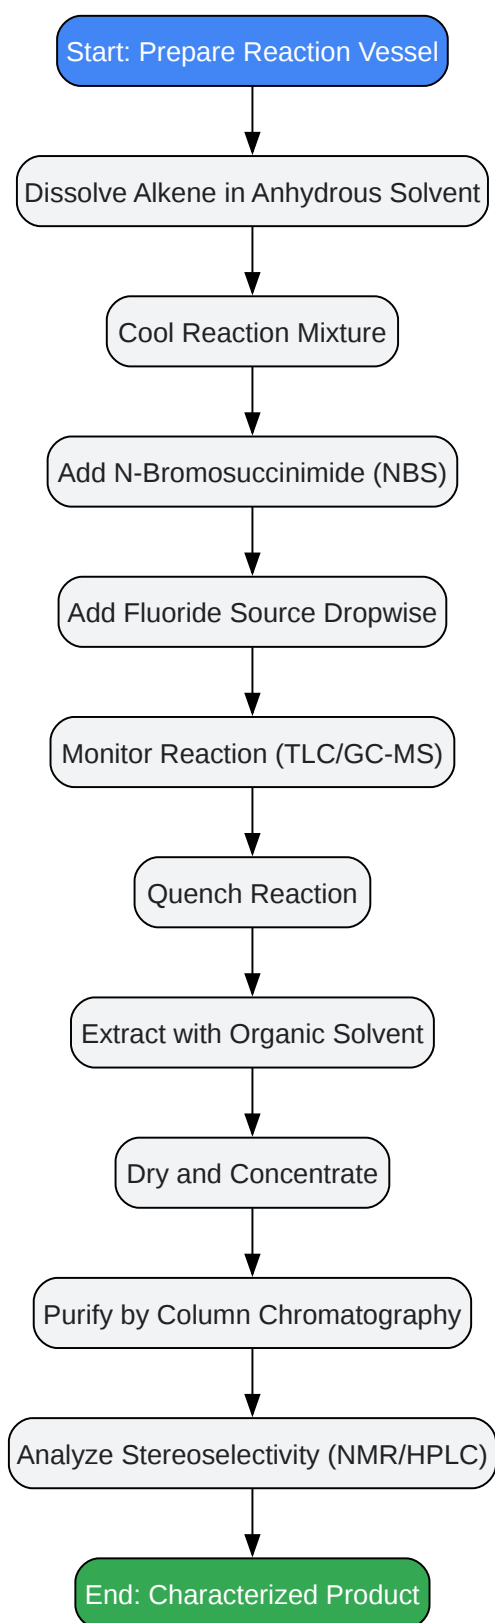 Start: Prepare Reaction Vessel
Dissolve Alkene in Anhydrous Solvent
Cool Reaction Mixture
Add N-Bromosuccinimide (NBS)
Add Fluoride Source Dropwise
Monitor Reaction (TLC/GC-MS)
Quench Reaction
Extract with Organic Solvent
Dry and Concentrate
Purify by Column Chromatography
Analyze Stereoselectivity (NMR/HPLC)
End: Characterized Product